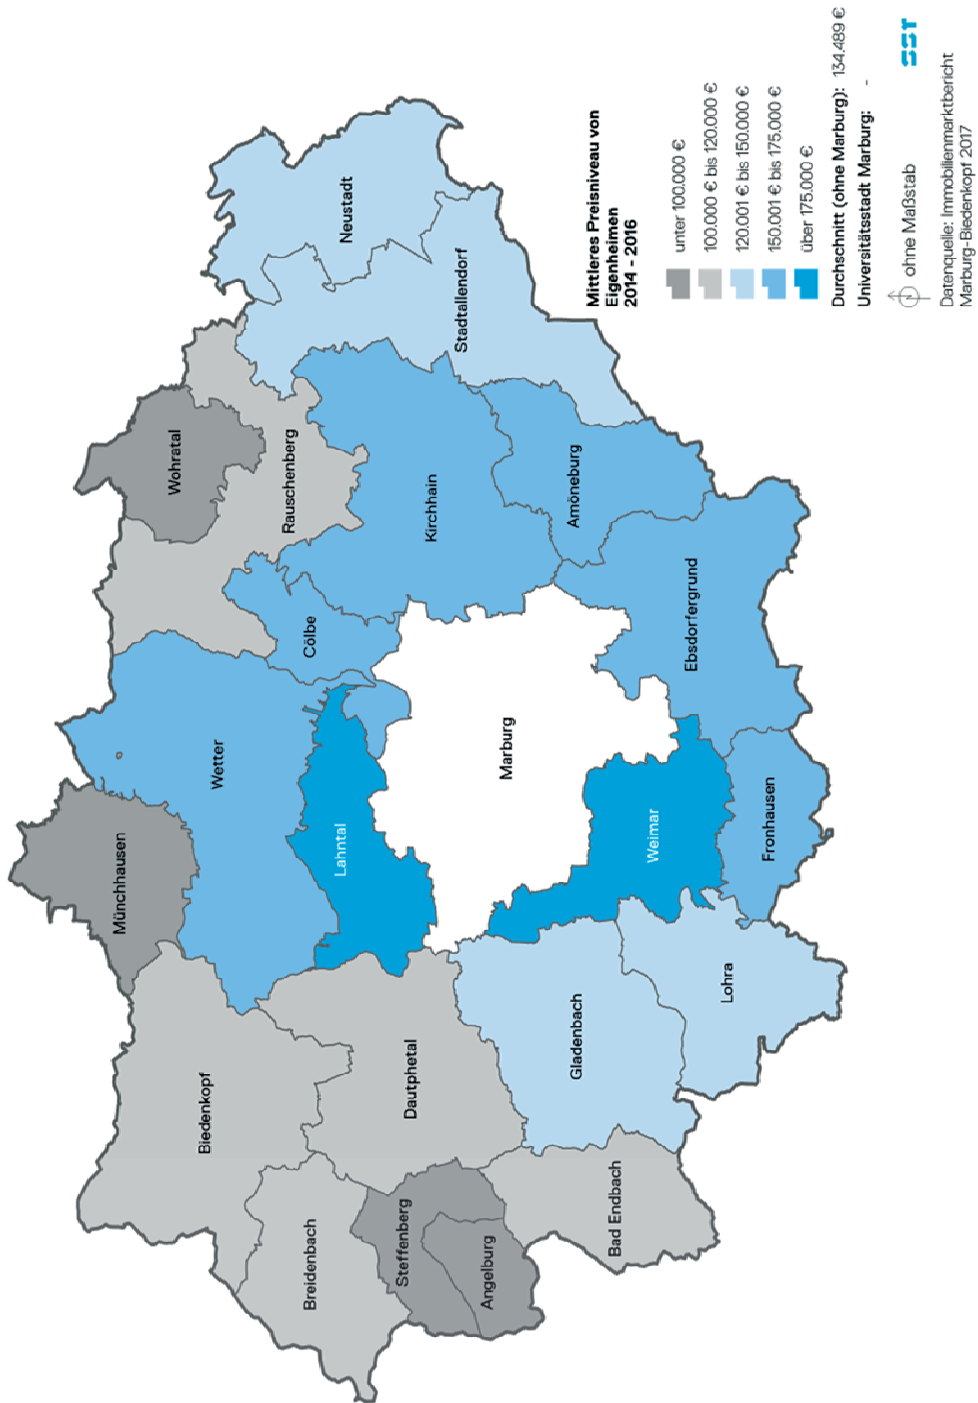 Münchhausen
Wohratal
Biedenkopf
Wetter
Rauschenberg
Breidenbach
Lahntal
Cölbe
Neustadt
Steffenberg
Dautphetal
Kirchhain
Stadtallendorf
Angelburg
Marburg
Gladenbach
Amöneburg
Bad Endbach
Weimar
Ebsdorfergrund
Lohra
Fronhausen
Mittleres Preisniveau von
Eigenheimen
2014 - 2016
unter 100.000 €
100.000 € bis 120.000 €
120.001 € bis 150.000 €
150.001 € bis 175.000 €
über 175.000 €
Durchschnitt (ohne Marburg): 134.489 €
Universitätsstadt Marburg: -
N ohne Maßstab
SST
Datenquelle: Immobilienmarktbericht
Marburg-Biedenkopf 2017